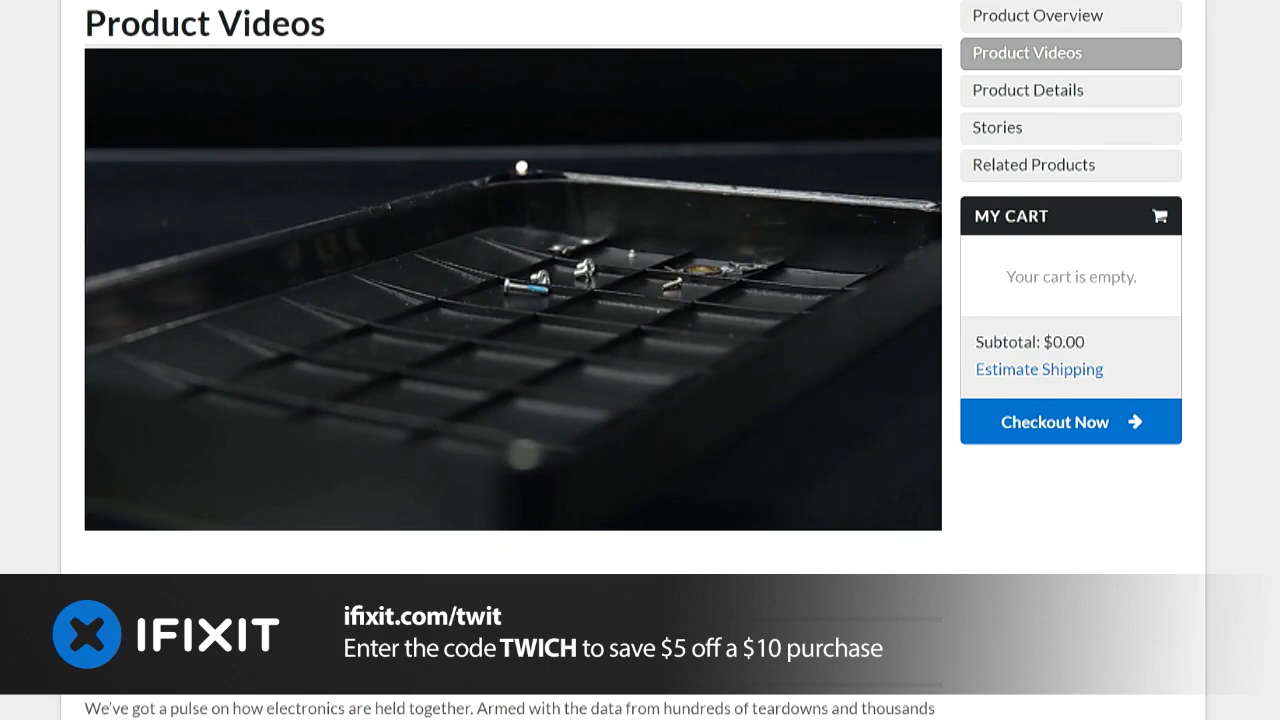 Product Videos
Product Overview
Product Videos
Product Details
Stories
Related Products
MY CART
Your cart is empty.
Subtotal: $0.00
Estimate Shipping
Checkout Now
IFIXIT
ifixit.com/twit
Enter the code TWICH to save $5 off a $10 purchase
We've got a pulse on how electronics are held together. Armed with the data from hundreds of teardowns and thousands